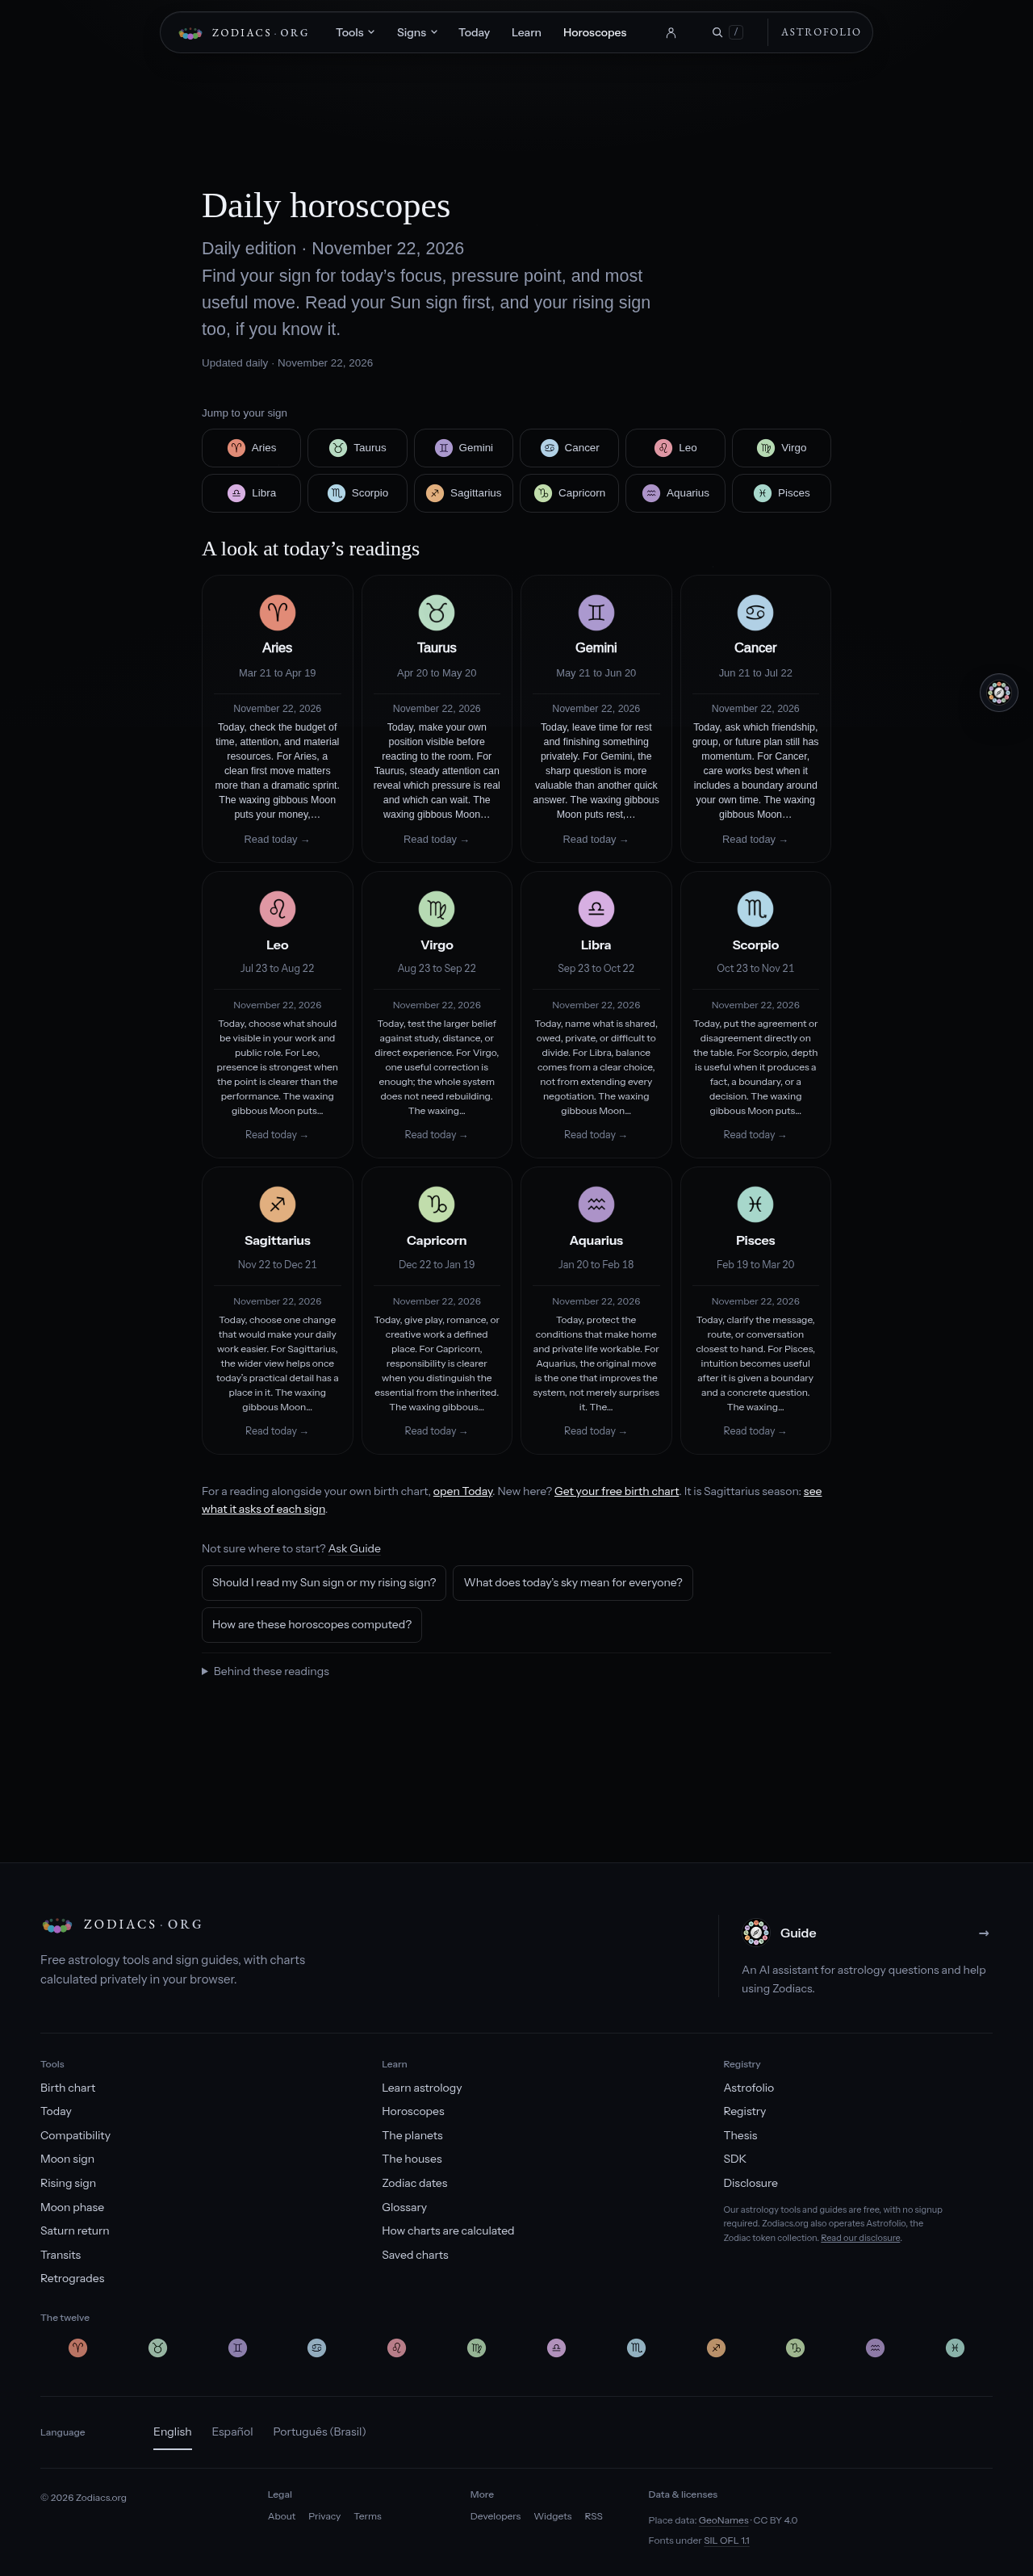 ZODIACS·ORG
Tools
Signs
Today
Learn
Horoscopes
/
ASTROFOLIO
Daily horoscopes
Daily edition · November 22, 2026
Find your sign for today’s focus, pressure point, and most
useful move. Read your Sun sign first, and your rising sign
too, if you know it.
Updated daily · November 22, 2026
Jump to your sign
Aries
Taurus
Gemini
Cancer
Leo
Virgo
Libra
Scorpio
Sagittarius
Capricorn
Aquarius
Pisces
A look at today’s readings
Aries
Mar 21 to Apr 19
November 22, 2026
Today, check the budget of
time, attention, and material
resources. For Aries, a
clean first move matters
more than a dramatic sprint.
The waxing gibbous Moon
puts your money,…
Read today →
Taurus
Apr 20 to May 20
November 22, 2026
Today, make your own
position visible before
reacting to the room. For
Taurus, steady attention can
reveal which pressure is real
and which can wait. The
waxing gibbous Moon…
Read today →
Gemini
May 21 to Jun 20
November 22, 2026
Today, leave time for rest
and finishing something
privately. For Gemini, the
sharp question is more
valuable than another quick
answer. The waxing gibbous
Moon puts rest,…
Read today →
Cancer
Jun 21 to Jul 22
November 22, 2026
Today, ask which friendship,
group, or future plan still has
momentum. For Cancer,
care works best when it
includes a boundary around
your own time. The waxing
gibbous Moon…
Read today →
Leo
Jul 23 to Aug 22
November 22, 2026
Today, choose what should
be visible in your work and
public role. For Leo,
presence is strongest when
the point is clearer than the
performance. The waxing
gibbous Moon puts…
Read today →
Virgo
Aug 23 to Sep 22
November 22, 2026
Today, test the larger belief
against study, distance, or
direct experience. For Virgo,
one useful correction is
enough; the whole system
does not need rebuilding.
The waxing…
Read today →
Libra
Sep 23 to Oct 22
November 22, 2026
Today, name what is shared,
owed, private, or difficult to
divide. For Libra, balance
comes from a clear choice,
not from extending every
negotiation. The waxing
gibbous Moon…
Read today →
Scorpio
Oct 23 to Nov 21
November 22, 2026
Today, put the agreement or
disagreement directly on
the table. For Scorpio, depth
is useful when it produces a
fact, a boundary, or a
decision. The waxing
gibbous Moon puts…
Read today →
Sagittarius
Nov 22 to Dec 21
November 22, 2026
Today, choose one change
that would make your daily
work easier. For Sagittarius,
the wider view helps once
today’s practical detail has a
place in it. The waxing
gibbous Moon…
Read today →
Capricorn
Dec 22 to Jan 19
November 22, 2026
Today, give play, romance, or
creative work a defined
place. For Capricorn,
responsibility is clearer
when you distinguish the
essential from the inherited.
The waxing gibbous…
Read today →
Aquarius
Jan 20 to Feb 18
November 22, 2026
Today, protect the
conditions that make home
and private life workable. For
Aquarius, the original move
is the one that improves the
system, not merely surprises
it. The…
Read today →
Pisces
Feb 19 to Mar 20
November 22, 2026
Today, clarify the message,
route, or conversation
closest to hand. For Pisces,
intuition becomes useful
after it is given a boundary
and a concrete question.
The waxing…
Read today →
For a reading alongside your own birth chart, open Today. New here? Get your free birth chart. It is Sagittarius season: see
what it asks of each sign.
Not sure where to start? Ask Guide
Should I read my Sun sign or my rising sign?
What does today’s sky mean for everyone?
How are these horoscopes computed?
Behind these readings
ZODIACS·ORG
Free astrology tools and sign guides, with charts
calculated privately in your browser.
Guide →
An AI assistant for astrology questions and help
using Zodiacs.
Tools
Birth chart
Today
Compatibility
Moon sign
Rising sign
Moon phase
Saturn return
Transits
Retrogrades
Learn
Learn astrology
Horoscopes
The planets
The houses
Zodiac dates
Glossary
How charts are calculated
Saved charts
Registry
Astrofolio
Registry
Thesis
SDK
Disclosure
Our astrology tools and guides are free, with no signup
required. Zodiacs.org also operates Astrofolio, the
Zodiac token collection. Read our disclosure.
The twelve
Language
English
Español
Português (Brasil)
© 2026 Zodiacs.org
Legal
About
Privacy
Terms
More
Developers
Widgets
RSS
Data & licenses
Place data: GeoNames · CC BY 4.0
Fonts under SIL OFL 1.1